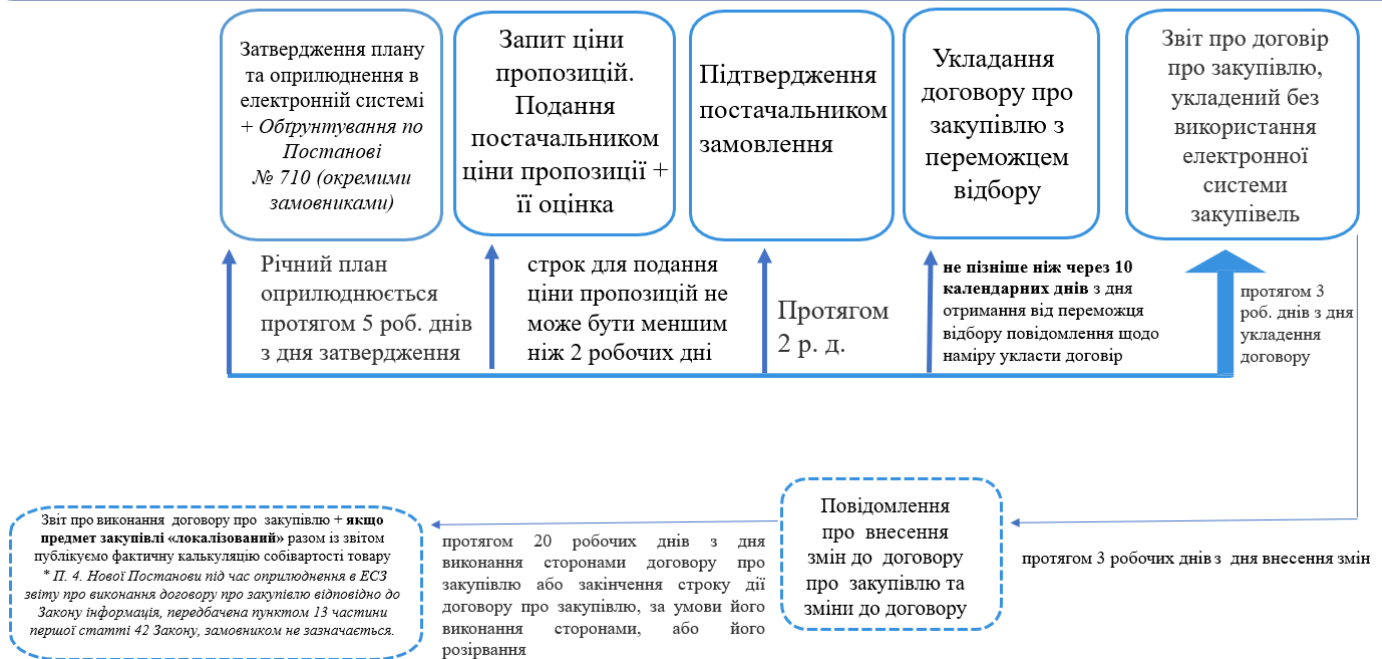 Затвердження плану
та оприлюднення в
електронній системі
+ Обґрунтування по
Постанові
№ 710 (окремими
замовниками)
Запит ціни
пропозицій.
Подання
постачальником
ціни пропозиції +
її оцінка
Підтвердження
постачальником
замовлення
Укладання
договору про
закупівлю з
переможцем
відбору
Звіт про договір
про закупівлю,
укладений без
використання
електронної
системи
закупівель
Річний план
оприлюднюється
протягом 5 роб. днів
з дня затвердження
строк для подання
ціни пропозицій не
може бути меншим
ніж 2 робочих дні
Протягом
2 р. д.
не пізніше ніж через 10
календарних днів з дня
отримання від переможця
відбору повідомлення щодо
наміру укласти договір
протягом 3
роб. днів з дня
укладення
договору
Звіт про виконання договору про закупівлю + якщо
предмет закупівлі «локалізований» разом із звітом
публікуємо фактичну калькуляцію собівартості товару
* П. 4. Нової Постанови під час оприлюднення в ЕСЗ
звіту про виконання договору про закупівлю відповідно до
Закону інформація, передбачена пунктом 13 частини
першої статті 42 Закону, замовником не зазначається.
протягом 20 робочих днів з дня
виконання сторонами договору про
закупівлю або закінчення строку дії
договору про закупівлю, за умови його
виконання сторонами, або його
розірвання
Повідомлення
про внесення
змін до договору
про закупівлю та
зміни до договору
протягом 3 робочих днів з дня внесення змін